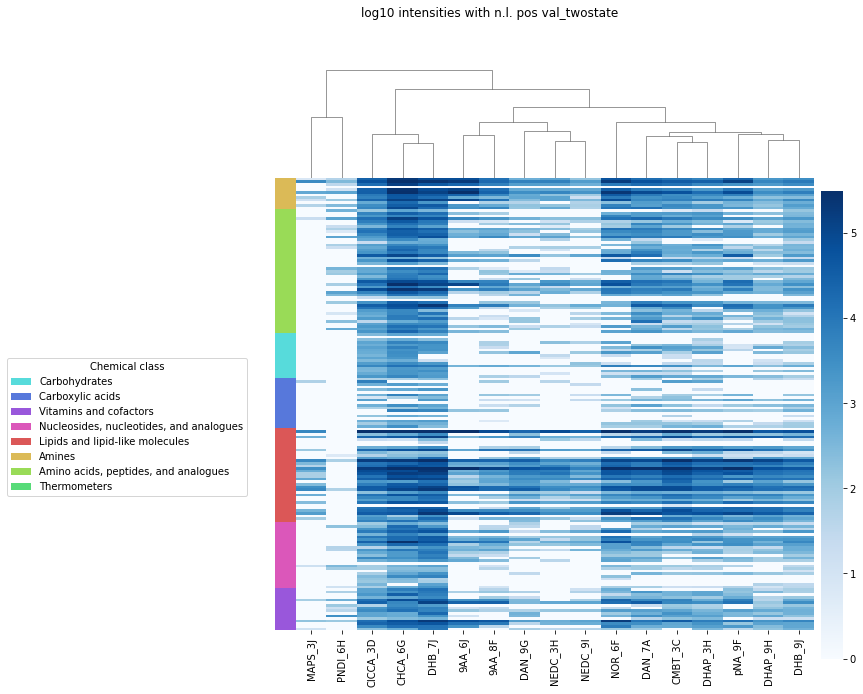 log10 intensities with n.l. pos val_twostate
5
4
3
2
1
0
Chemical class
Carbohydrates
Carboxylic acids
Vitamins and cofactors
Nucleosides, nucleotides, and analogues
Lipids and lipid-like molecules
Amines
Amino acids, peptides, and analogues
Thermometers
MAPS_3J
PNDI_6H
ClCCA_3D
CHCA_6G
DHB_7J
9AA_6J
9AA_8F
DAN_9G
NEDC_3H
NEDC_9I
NOR_6F
DAN_7A
CMBT_3C
DHAP_3H
pNA_9F
DHAP_9H
DHB_9J